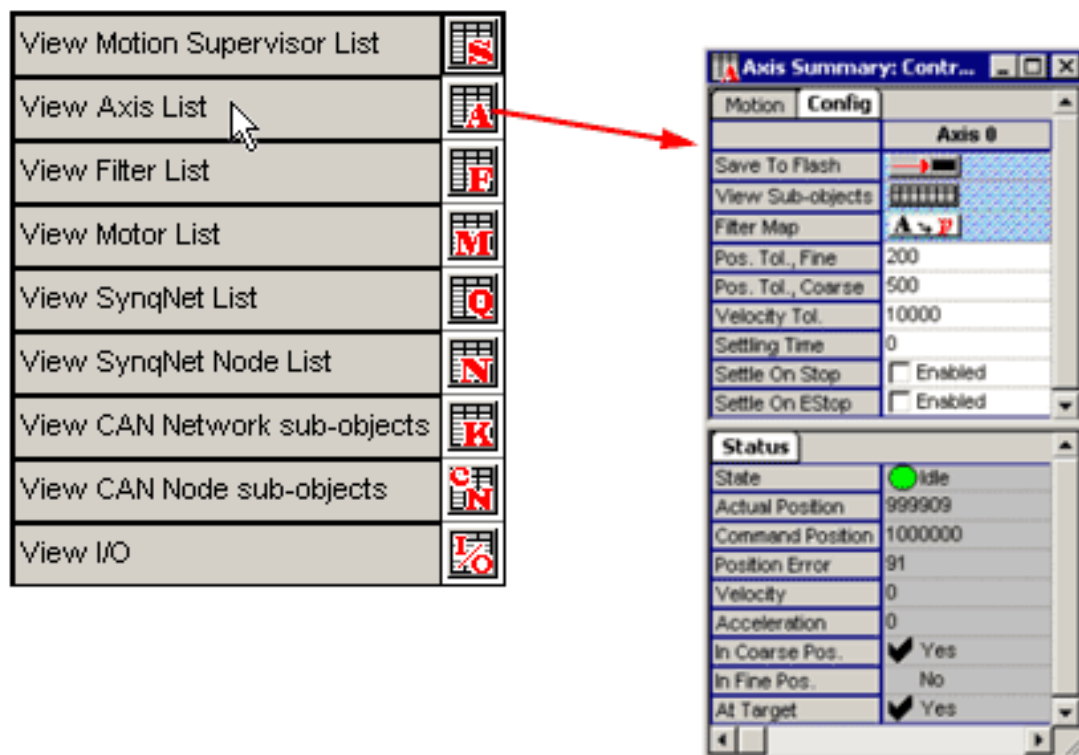 View Motion Supervisor List S
View Axis List A
View Filter List F
View Motor List M
View SynqNet List Q
View SynqNet Node List N
View CAN Network sub-objects K
View CAN Node sub-objects CN
View I/O I/O
A Axis Summary: Contr...
Motion Config
Axis 0
Save To Flash
View Sub-objects
Filter Map A P
Pos. Tol., Fine 200
Pos. Tol., Coarse 500
Velocity Tol. 10000
Settling Time 0
Settle On Stop Enabled
Settle On EStop Enabled
Status
State Idle
Actual Position 999909
Command Position 1000000
Position Error 91
Velocity 0
Acceleration 0
In Coarse Pos. Yes
In Fine Pos. No
At Target Yes